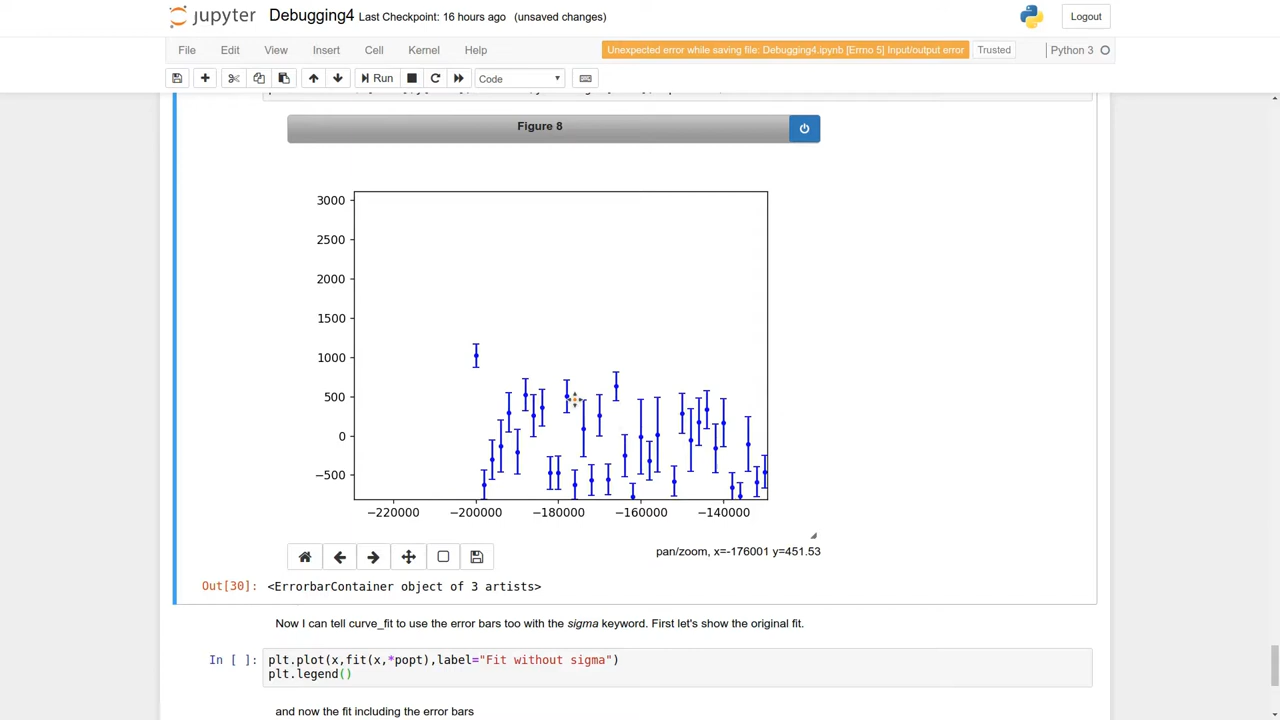 jupyter Debugging4 Last Checkpoint: 16 hours ago (unsaved changes)
Logout
File Edit View Insert Cell Kernel Help
Unexpected error while saving file: Debugging4.ipynb [Errno 5] Input/output error
Trusted
Python 3
Run
Code
Figure 8
3000
2500
2000
1500
1000
500
0
−500
−220000 −200000 −180000 −160000 −140000
pan/zoom, x=-176001 y=451.53
Out[30]: <ErrorbarContainer object of 3 artists>
Now I can tell curve_fit to use the error bars too with the sigma keyword. First let's show the original fit.
In [ ]: plt.plot(x,fit(x,*popt),label="Fit without sigma")
plt.legend()
and now the fit including the error bars